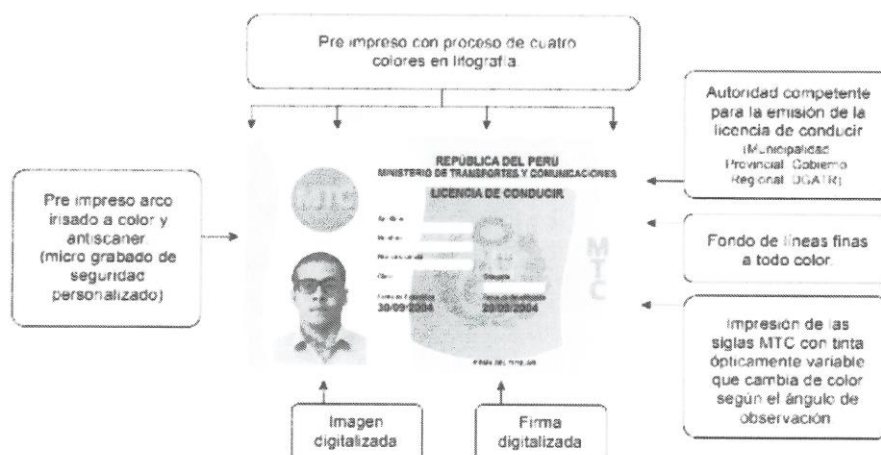 Pre impreso con proceso de cuatro
colores en litografía.
Autoridad competente
para la emisión de la
licencia de conducir
(Municipalidad
Provincial, Gobierno
Regional, DGATR)
Pre impreso arco
irisado a color y
antiscaner.
(micro grabado de
seguridad
personalizado)
REPÚBLICA DEL PERU
MINISTERIO DE TRANSPORTES Y COMUNICACIONES
LICENCIA DE CONDUCIR
MTC
30/09/2004
MTC
Fondo de líneas finas
a todo color.
Impresión de las
siglas MTC con tinta
ópticamente variable
que cambia de color
según el ángulo de
observación
Imagen
digitalizada
Firma
digitalizada